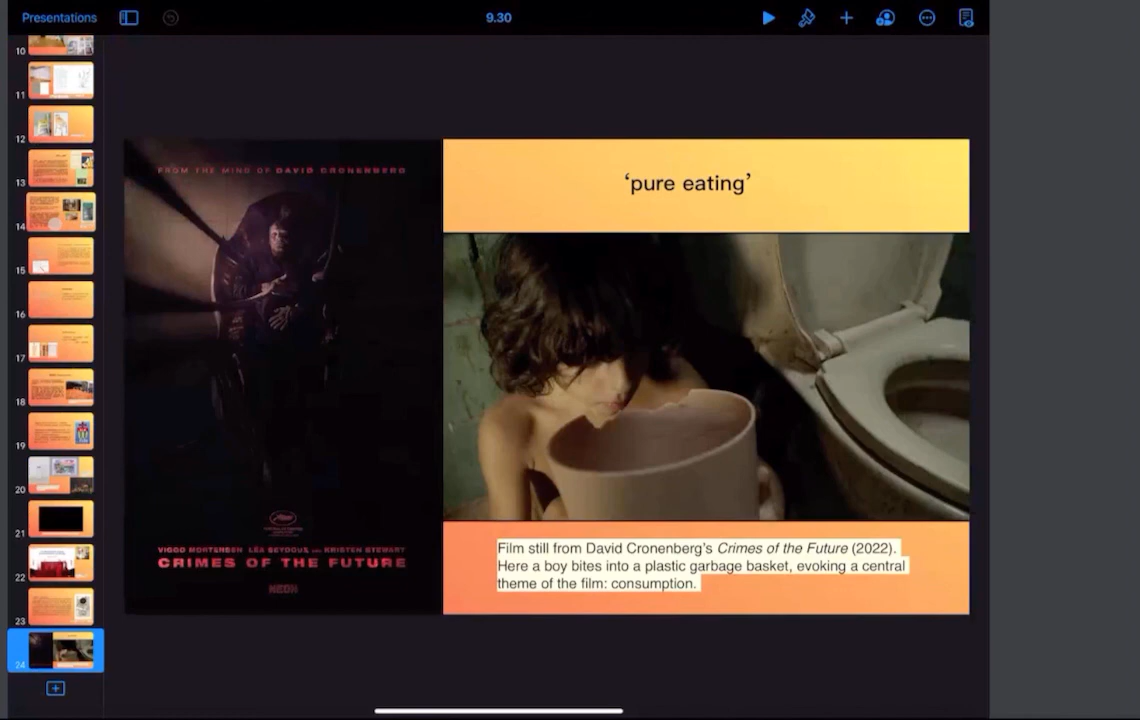 Presentations
9.30
10
11
12
13
14
15
16
17
18
19
20
21
22
23
24
FROM THE MIND OF DAVID CRONENBERG
VIGGO MORTENSEN LÉA SEYDOUX AND KRISTEN STEWART
CRIMES OF THE FUTURE
NEON
‘pure eating’
Film still from David Cronenberg’s Crimes of the Future (2022).
Here a boy bites into a plastic garbage basket, evoking a central
theme of the film: consumption.